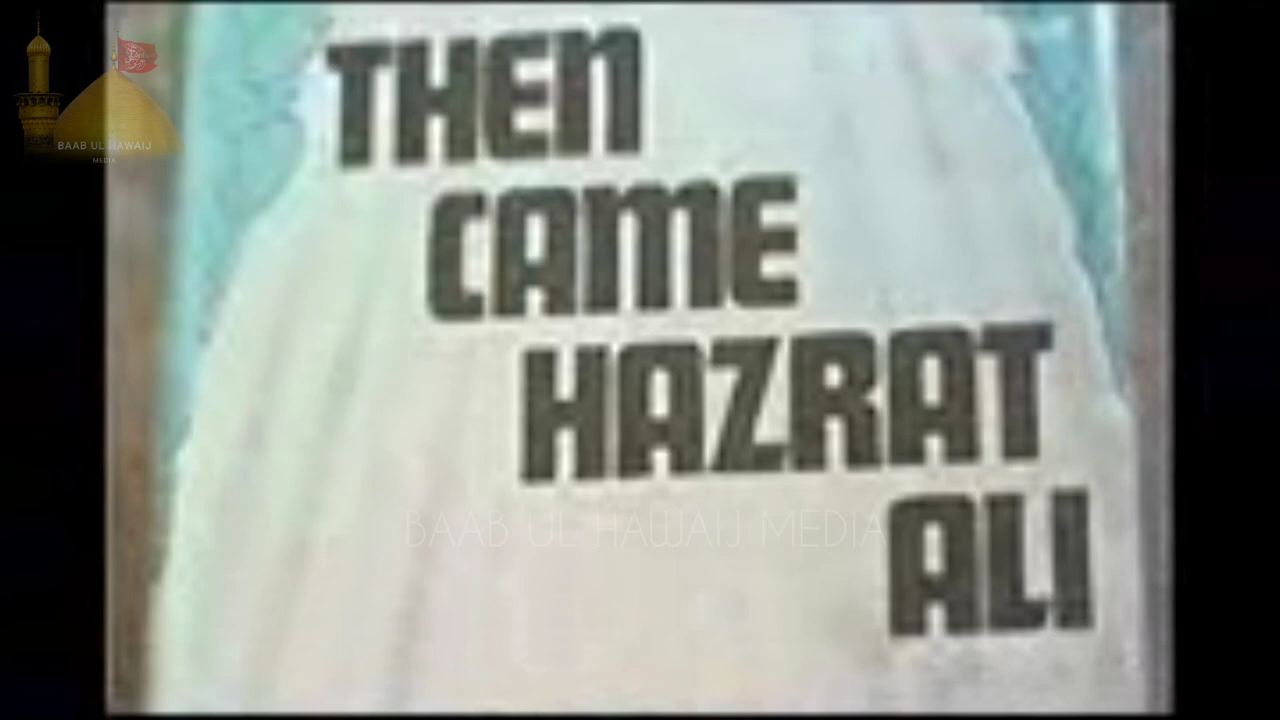 BAAB UL HAWAIJ
MEDIA
THEN
CAME
HAZRAT
ALI
BAAB UL HAWAIJ MEDIA